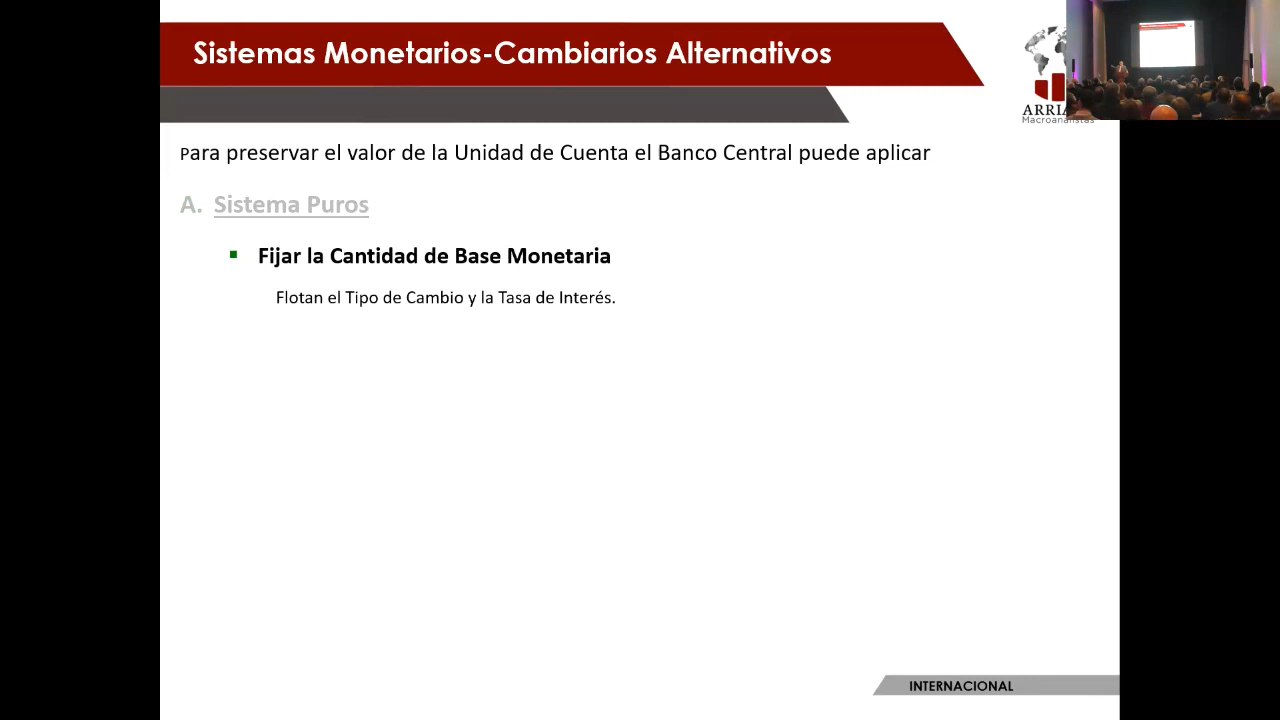 Sistemas Monetarios-Cambiarios Alternativos
Para preservar el valor de la Unidad de Cuenta el Banco Central puede aplicar
A. Sistema Puros
▪ Fijar la Cantidad de Base Monetaria
Flotan el Tipo de Cambio y la Tasa de Interés.
Macroanalistas
INTERNACIONAL